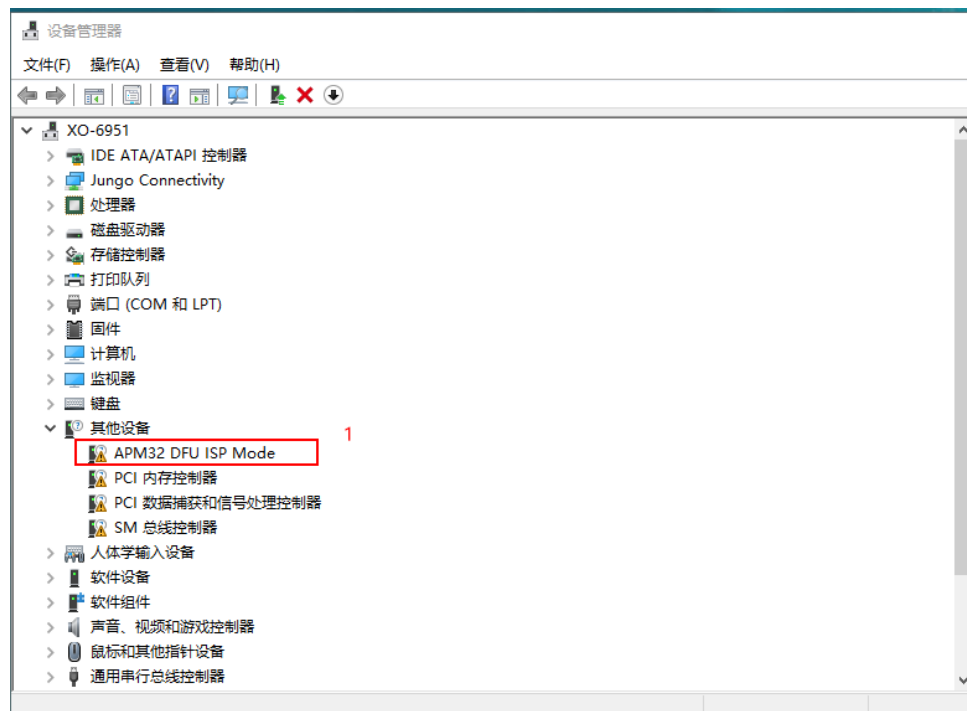 设备管理器
文件(F) 操作(A) 查看(V) 帮助(H)
XO-6951
IDE ATA/ATAPI 控制器
Jungo Connectivity
处理器
磁盘驱动器
存储控制器
打印队列
端口 (COM 和 LPT)
固件
计算机
监视器
键盘
其他设备
1
APM32 DFU ISP Mode
PCI 内存控制器
PCI 数据捕获和信号处理控制器
SM 总线控制器
人体学输入设备
软件设备
软件组件
声音、视频和游戏控制器
鼠标和其他指针设备
通用串行总线控制器